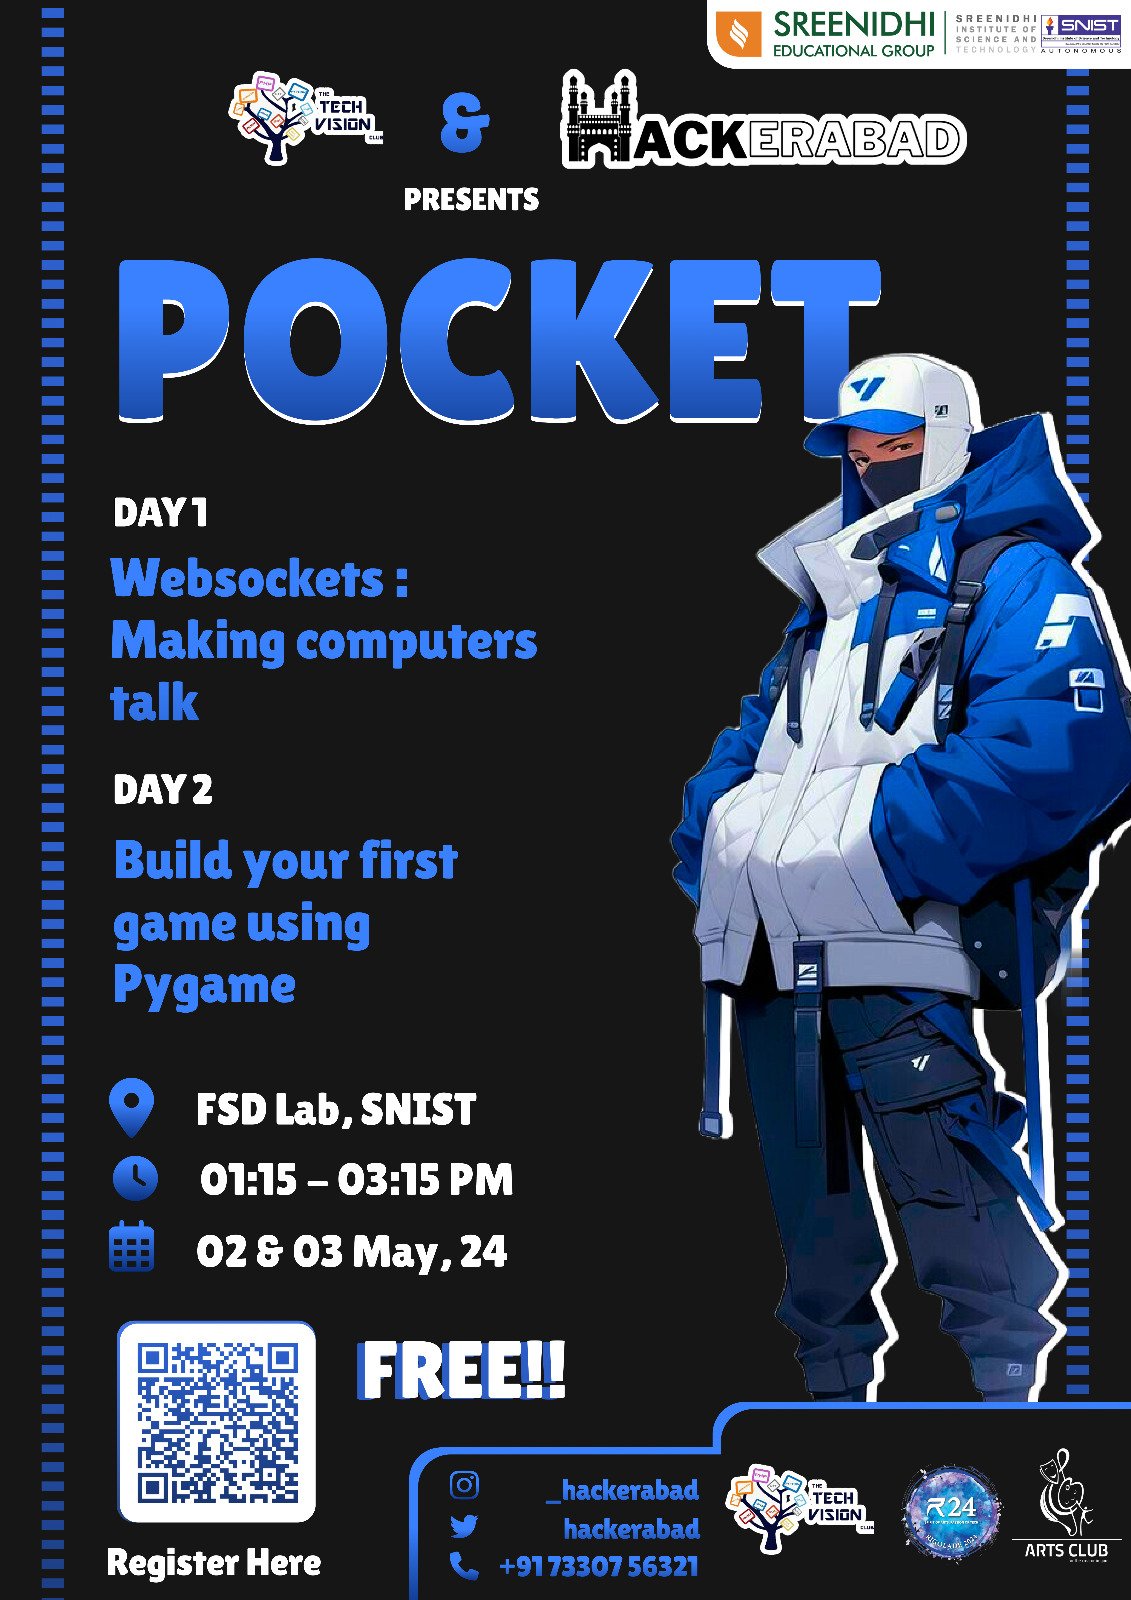 SREENIDHI
EDUCATIONAL GROUP
SREENIDHI
INSTITUTE OF
SCIENCE AND
TECHNOLOGY
SNIST
AUTONOMOUS
THE
TECH
VISION
CLUB
&
HACKERABAD
PRESENTS
POCKET
DAY 1
Websockets :
Making computers
talk
DAY 2
Build your first
game using
Pygame
FSD Lab, SNIST
01:15 – 03:15 PM
02 & 03 May, 24
FREE!!
Register Here
_hackerabad
hackerabad
+91 73307 56321
THE
TECH
VISION
CLUB
R24
ARTS CLUB